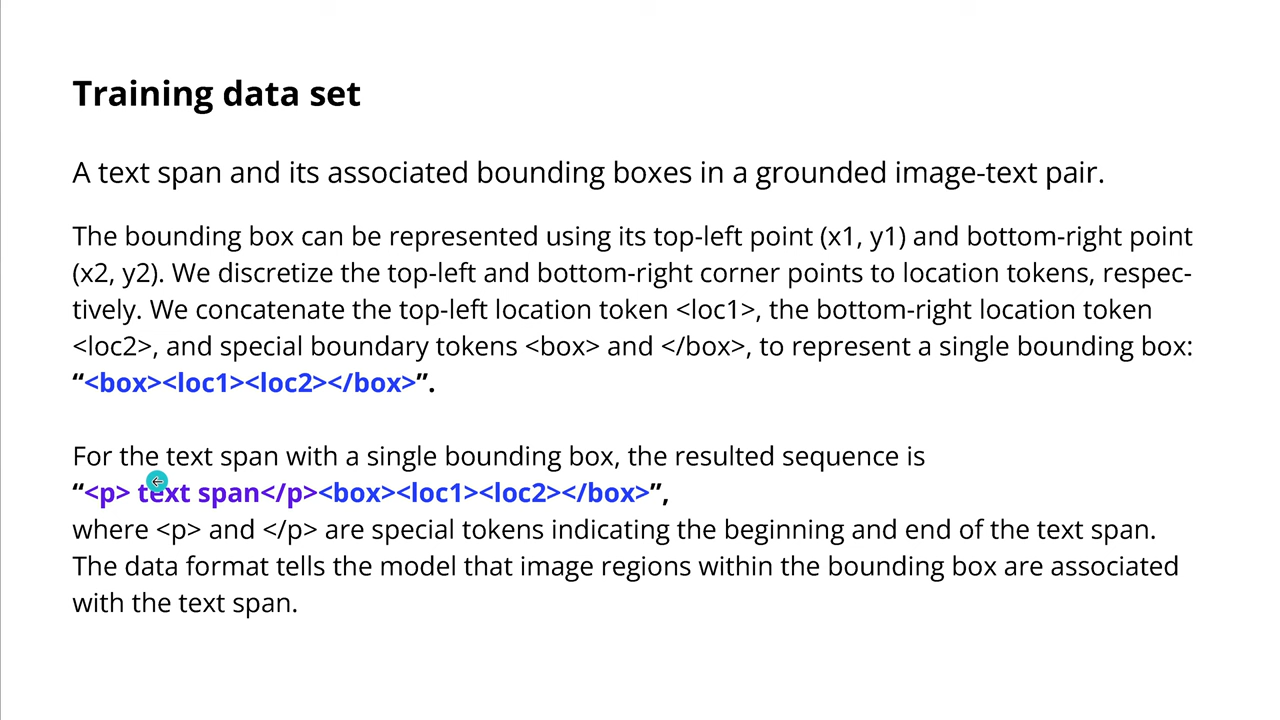 Training data set
A text span and its associated bounding boxes in a grounded image-text pair.
The bounding box can be represented using its top-left point (x1, y1) and bottom-right point
(x2, y2). We discretize the top-left and bottom-right corner points to location tokens, respec-
tively. We concatenate the top-left location token <loc1>, the bottom-right location token
<loc2>, and special boundary tokens <box> and </box>, to represent a single bounding box:
“<box><loc1><loc2></box>”.
For the text span with a single bounding box, the resulted sequence is
“<p> text span</p><box><loc1><loc2></box>”,
where <p> and </p> are special tokens indicating the beginning and end of the text span.
The data format tells the model that image regions within the bounding box are associated
with the text span.